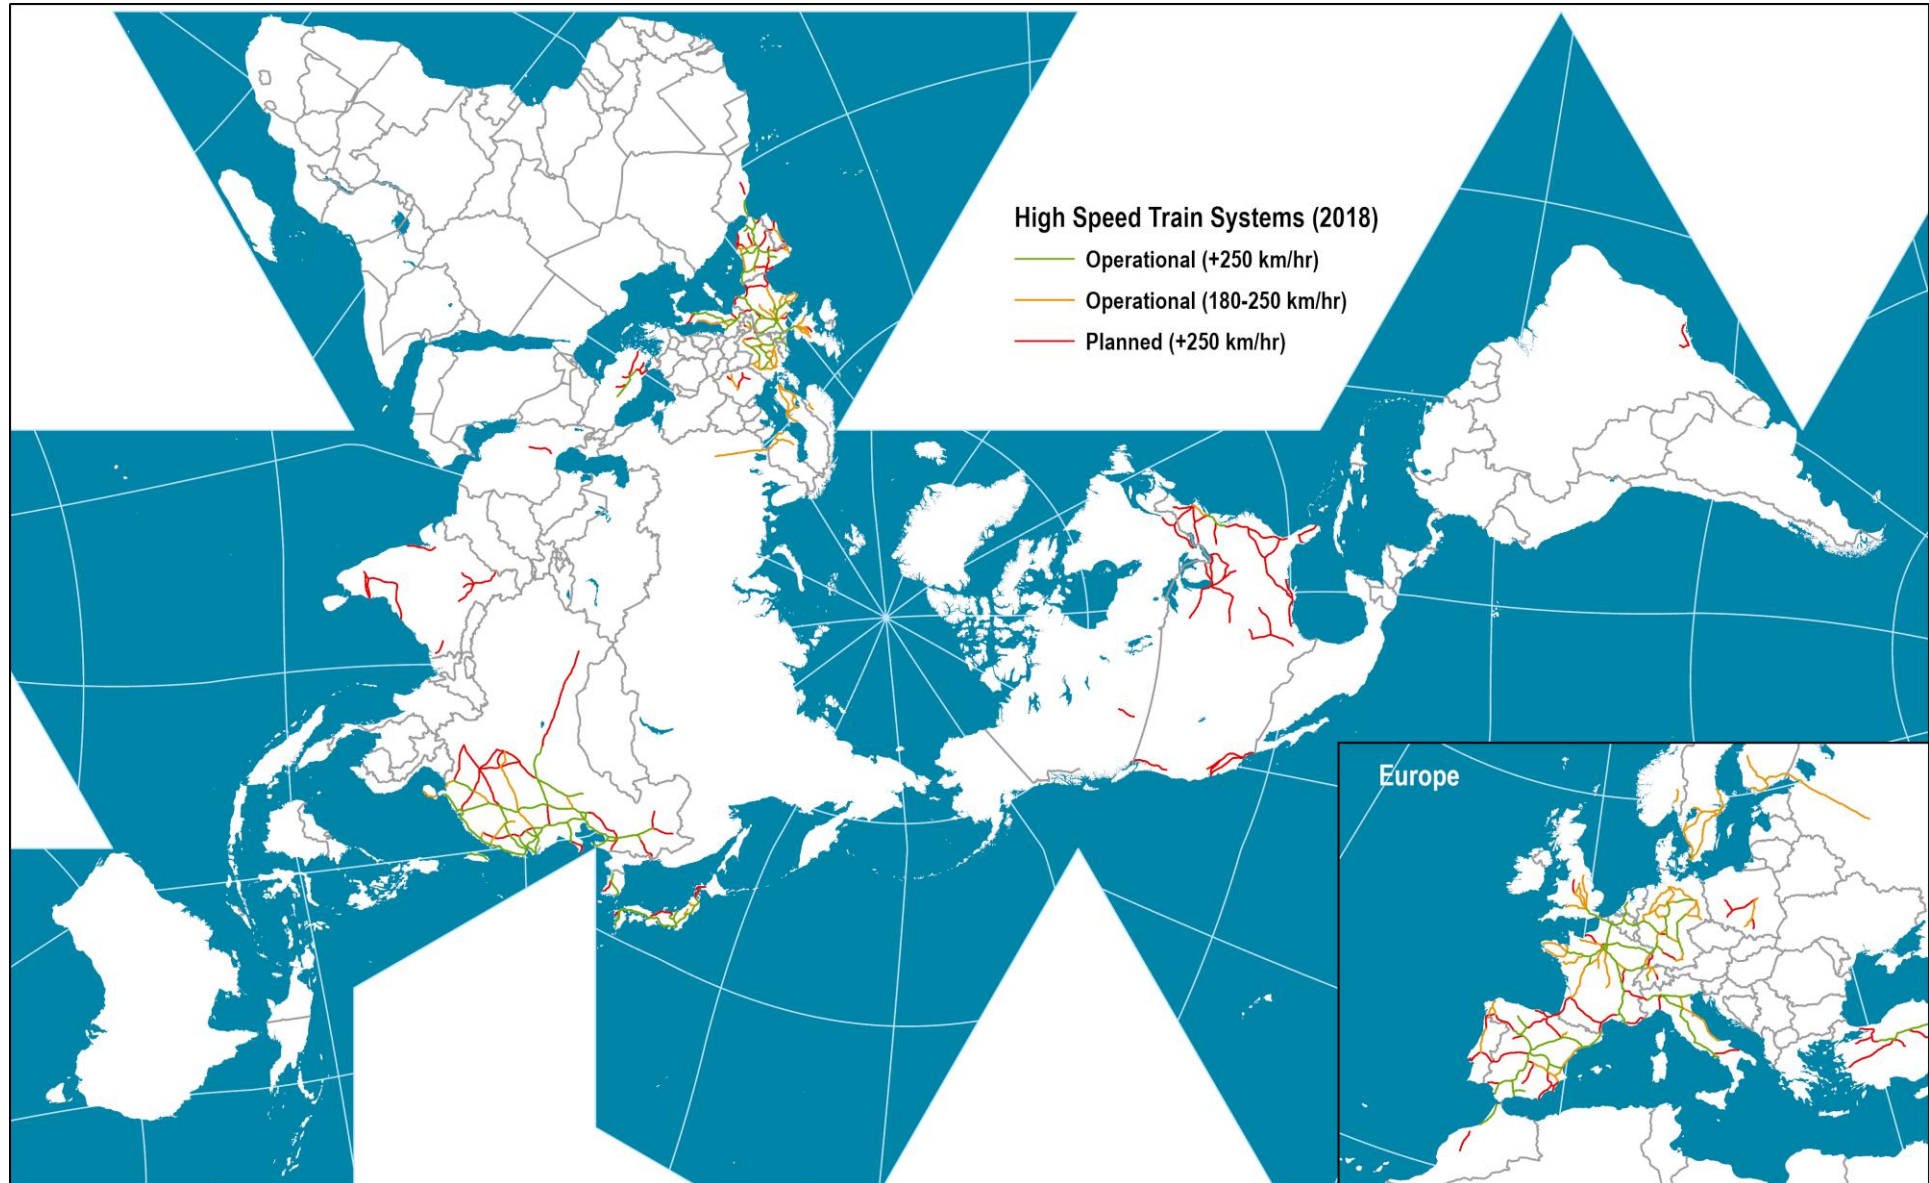 High Speed Train Systems (2018)
Operational (+250 km/hr)
Operational (180-250 km/hr)
Planned (+250 km/hr)
Europe